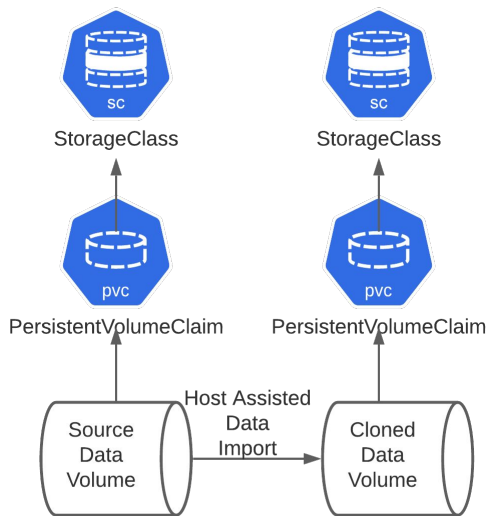 sc
sc
StorageClass
StorageClass
pvc
pvc
PersistentVolumeClaim
PersistentVolumeClaim
Source
Data
Volume
Host Assisted
Data
Import
Cloned
Data
Volume